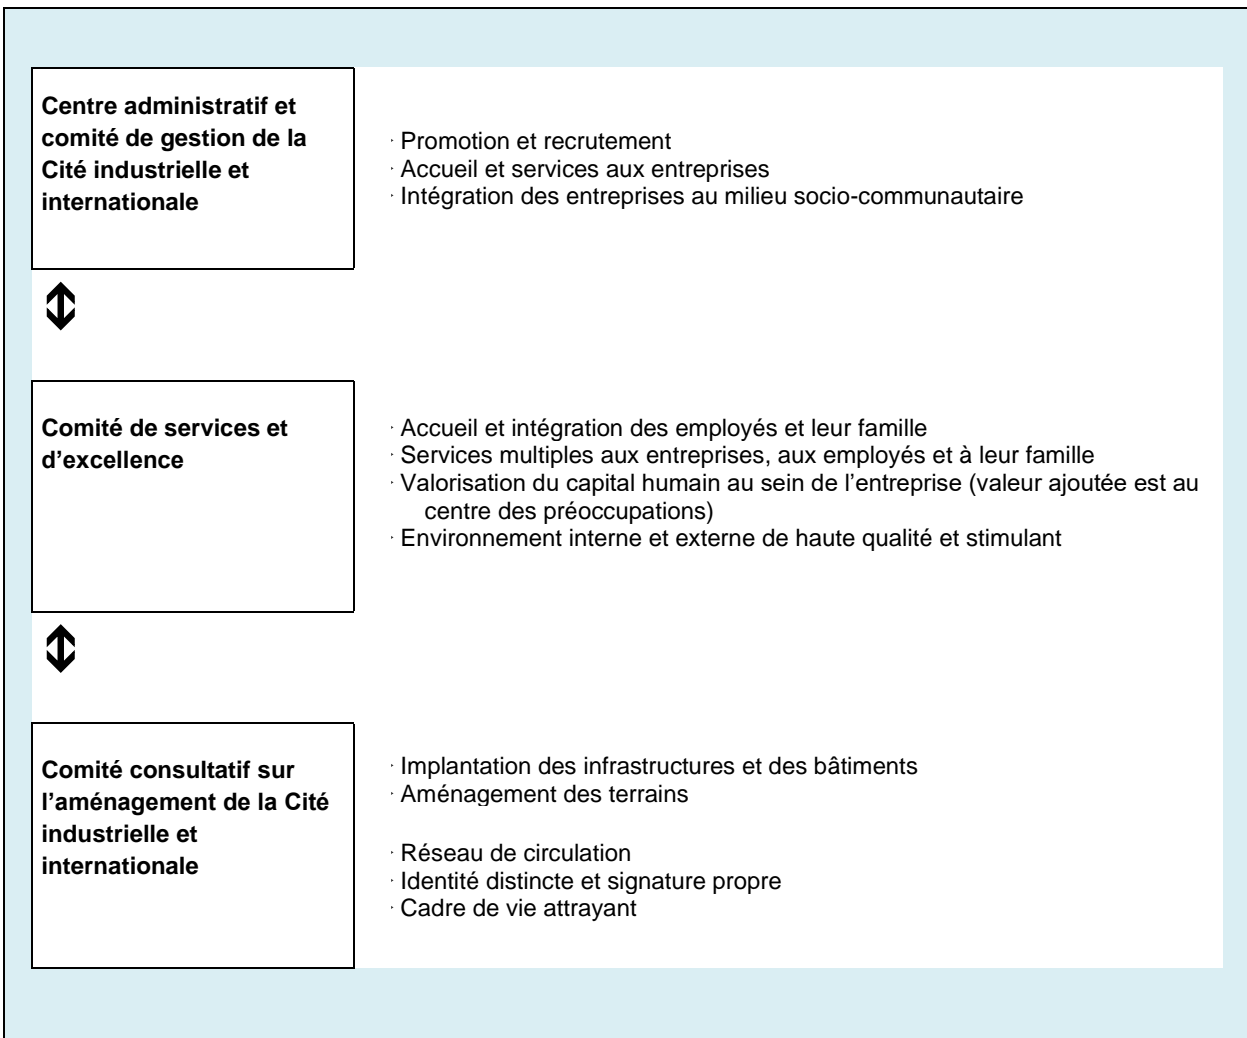 Centre administratif et
comité de gestion de la
Cité industrielle et
internationale
· Promotion et recrutement
· Accueil et services aux entreprises
· Intégration des entreprises au milieu socio-communautaire
Comité de services et
d’excellence
· Accueil et intégration des employés et leur famille
· Services multiples aux entreprises, aux employés et à leur famille
· Valorisation du capital humain au sein de l’entreprise (valeur ajoutée est au
centre des préoccupations)
· Environnement interne et externe de haute qualité et stimulant
Comité consultatif sur
l’aménagement de la Cité
industrielle et
internationale
· Implantation des infrastructures et des bâtiments
· Aménagement des terrains
· Réseau de circulation
· Identité distincte et signature propre
· Cadre de vie attrayant